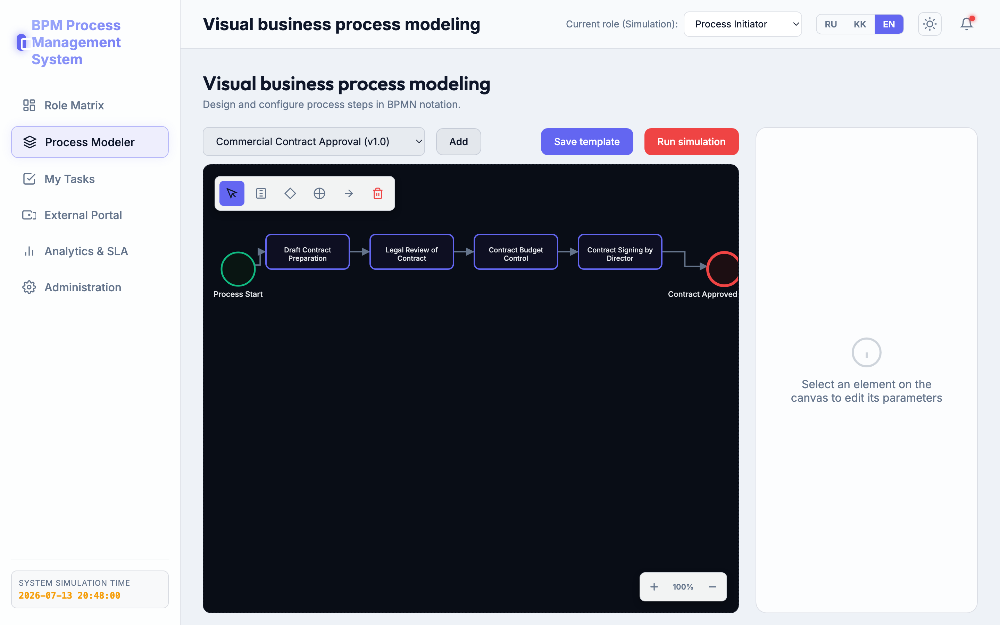 BPM Process
Management
System
Role Matrix
Process Modeler
My Tasks
External Portal
Analytics & SLA
Administration
SYSTEM SIMULATION TIME
2026-07-13 20:48:00
Visual business process modeling
Current role (Simulation):
Process Initiator
RU
KK
EN
Visual business process modeling
Design and configure process steps in BPMN notation.
Commercial Contract Approval (v1.0)
Add
Save template
Run simulation
Draft Contract
Preparation
Legal Review of
Contract
Contract Budget
Control
Contract Signing by
Director
Process Start
Contract Approved
100%
Select an element on the
canvas to edit its parameters